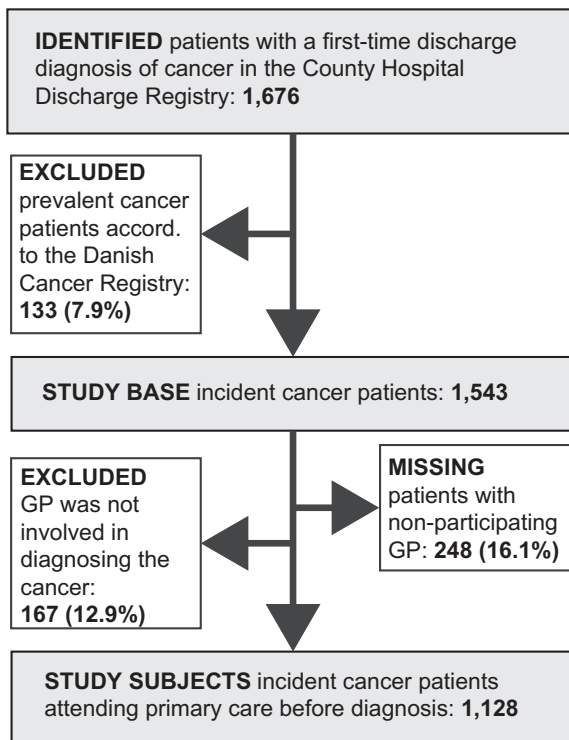 IDENTIFIED patients with a first-time discharge
diagnosis of cancer in the County Hospital
Discharge Registry: 1,676
EXCLUDED
prevalent cancer
patients accord.
to the Danish
Cancer Registry:
133 (7.9%)
STUDY BASE incident cancer patients: 1,543
EXCLUDED
GP was not
involved in
diagnosing the
cancer:
167 (12.9%)
MISSING
patients with
non-participating
GP: 248 (16.1%)
STUDY SUBJECTS incident cancer patients
attending primary care before diagnosis: 1,128